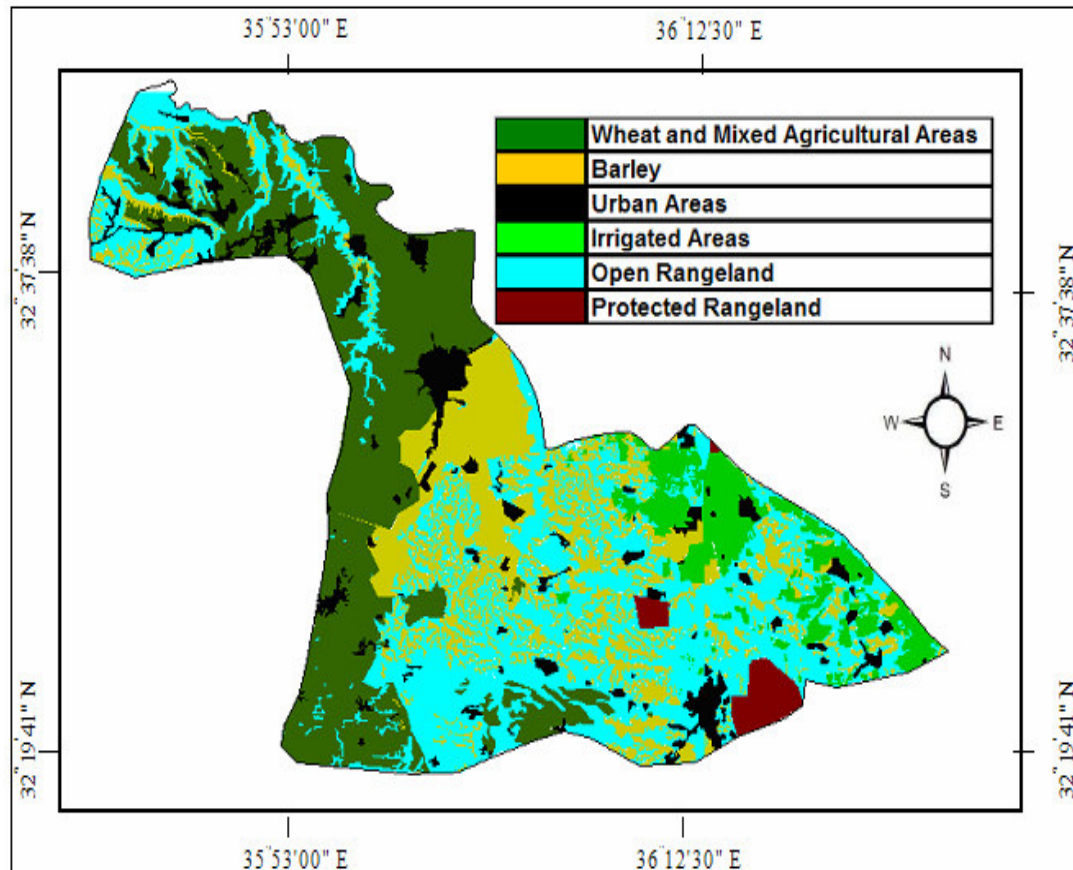 35°53'00" E 36°12'30" E
Wheat and Mixed Agricultural Areas
Barley
Urban Areas
Irrigated Areas
Open Rangeland
Protected Rangeland
32°37'38" N
32°37'38" N
N
W E
S
32°19'41" N
32°19'41" N
35°53'00" E 36°12'30" E